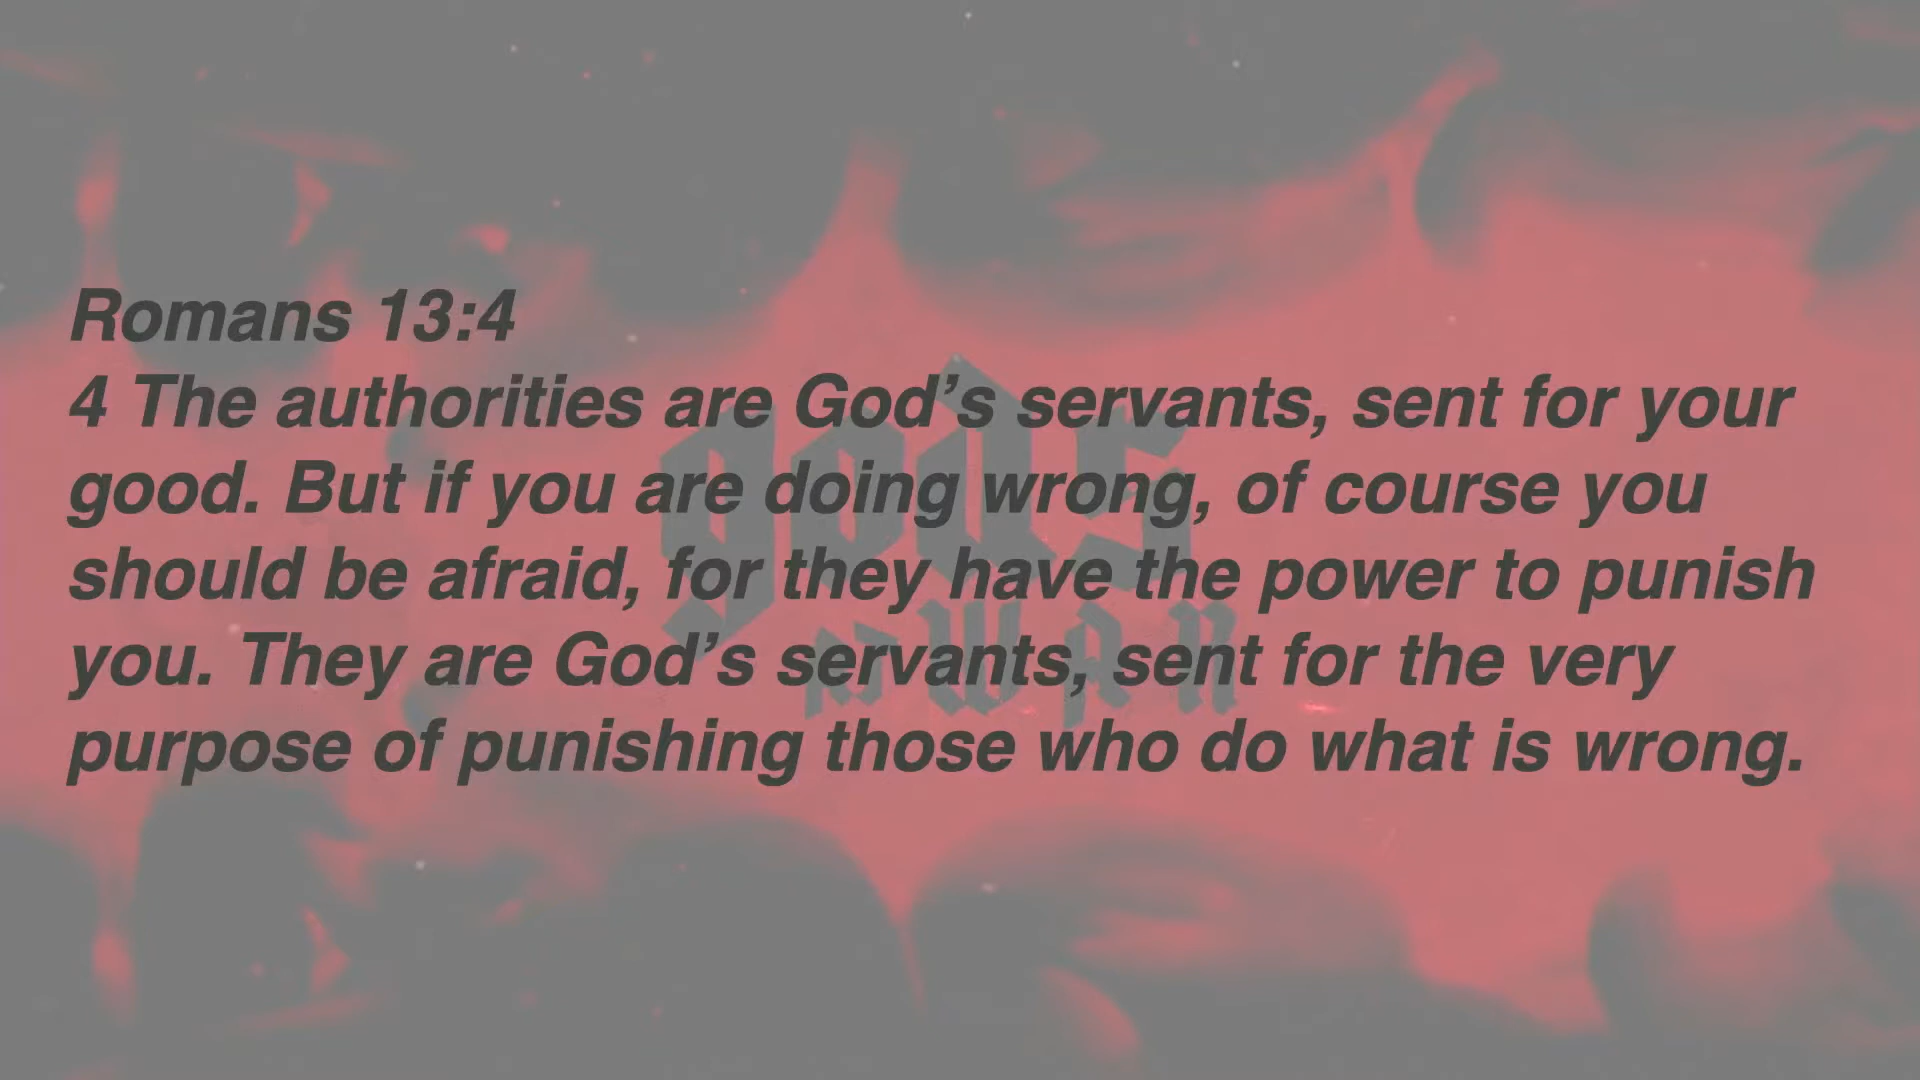 Romans 13:4
4 The authorities are God’s servants, sent for your
good. But if you are doing wrong, of course you
should be afraid, for they have the power to punish
you. They are God’s servants, sent for the very
purpose of punishing those who do what is wrong.
gods